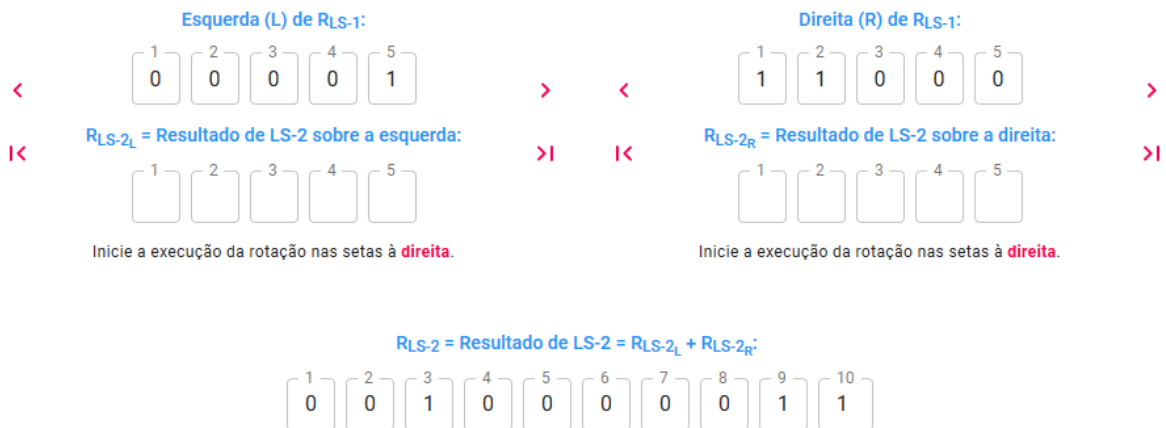 Esquerda (L) de RLS-1: Direita (R) de RLS-1:
1 2 3 4 5 1 2 3 4 5
0 0 0 0 1 1 1 0 0 0
RLS-2L = Resultado de LS-2 sobre a esquerda: RLS-2R = Resultado de LS-2 sobre a direita:
1 2 3 4 5 1 2 3 4 5
Inicie a execução da rotação nas setas à direita. Inicie a execução da rotação nas setas à direita.
RLS-2 = Resultado de LS-2 = RLS-2L + RLS-2R:
1 2 3 4 5 6 7 8 9 10
0 0 1 0 0 0 0 0 1 1